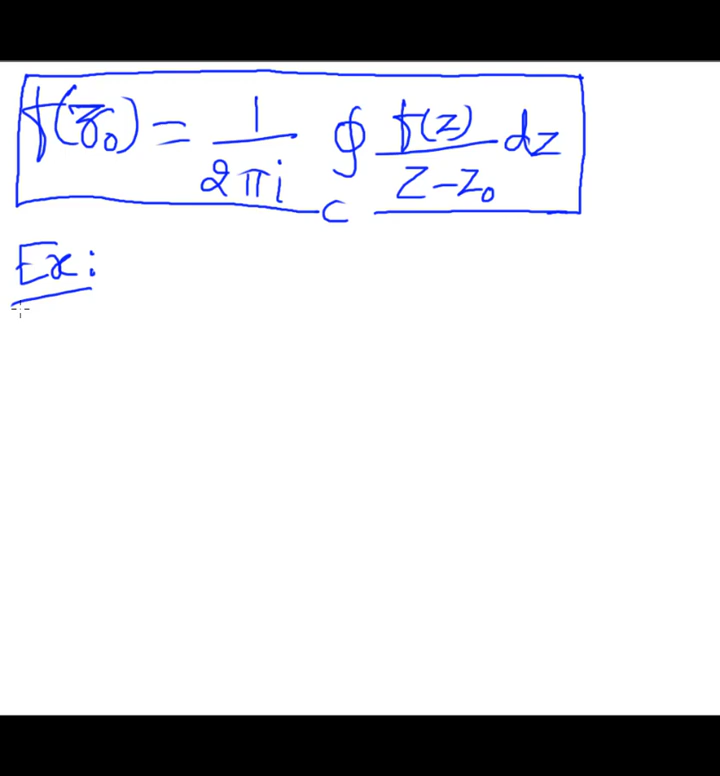 f(z₀) = 1/2πi ∮_C f(z)/z-z₀ dz
Ex: